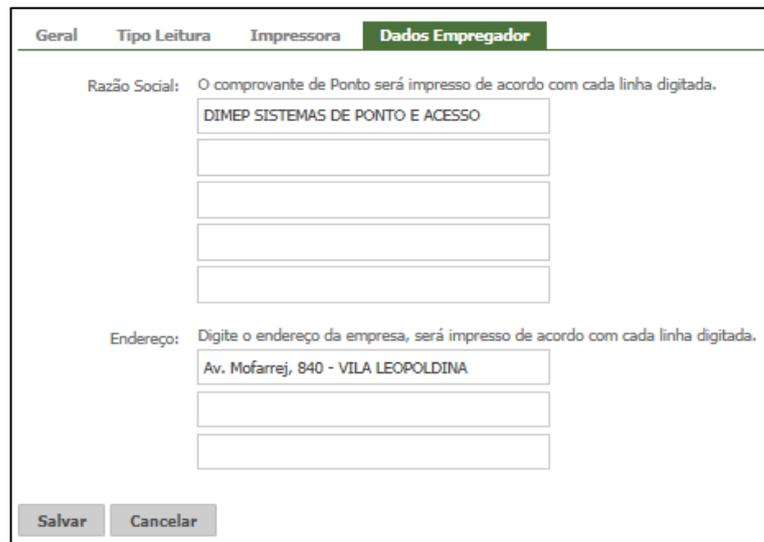 Geral Tipo Leitura Impressora Dados Empregador
Razão Social: O comprovante de Ponto será impresso de acordo com cada linha digitada.
DIMEP SISTEMAS DE PONTO E ACESSO
Endereço: Digite o endereço da empresa, será impresso de acordo com cada linha digitada.
Av. Mofarrej, 840 - VILA LEOPOLDINA
Salvar Cancelar